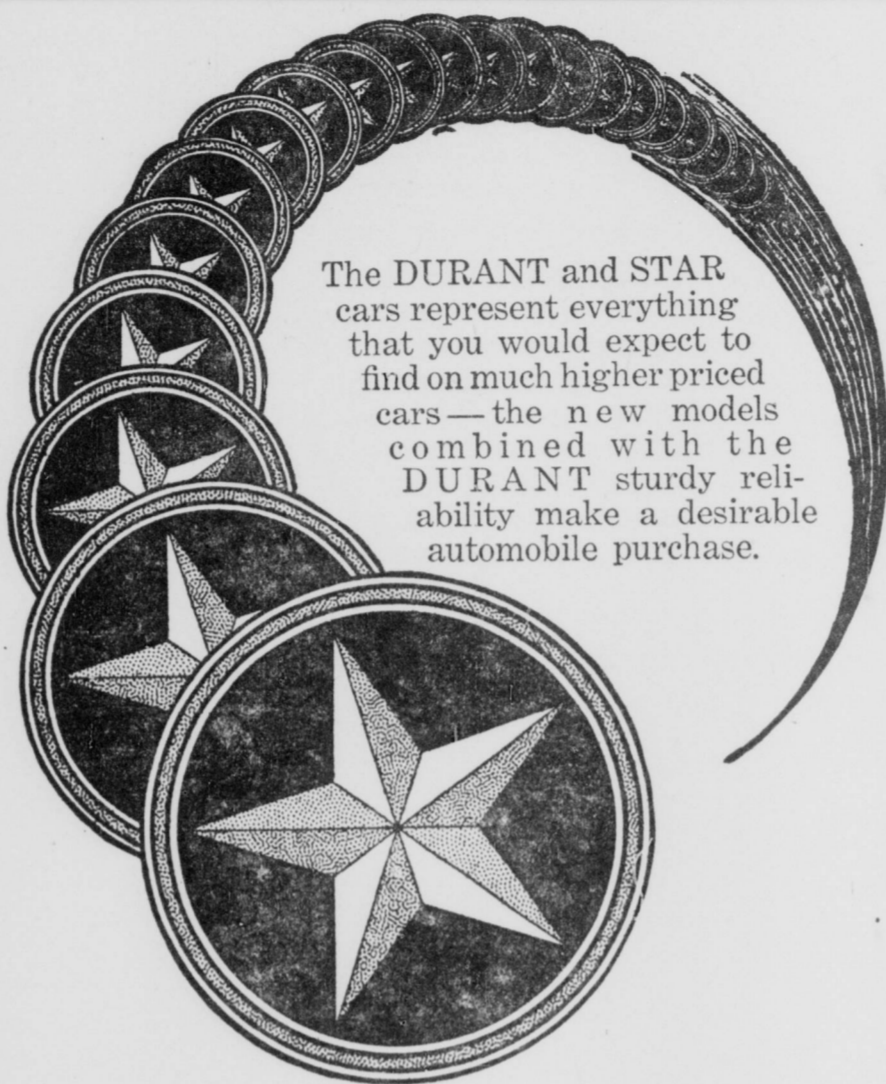 The DURANT and STAR
cars represent everything
that you would expect to
find on much higher priced
cars — the new models
combined with the
DURANT sturdy reli-
ability make a desirable
automobile purchase.